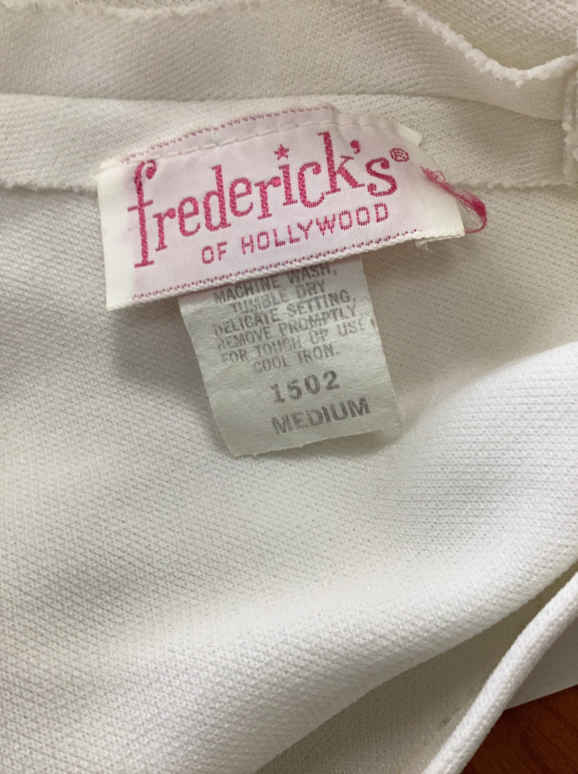 frederick's®
OF HOLLYWOOD
MACHINE WASH,
TUMBLE DRY
DELICATE SETTING,
REMOVE PROMPTLY.
FOR TOUCH UP USE
COOL IRON.
1502
MEDIUM